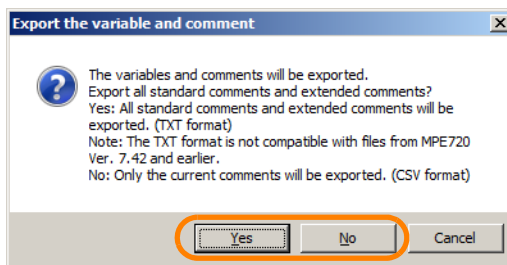 Export the variable and comment
The variables and comments will be exported.
Export all standard comments and extended comments?
Yes: All standard comments and extended comments will be
exported. (TXT format)
Note: The TXT format is not compatible with files from MPE720
Ver. 7.42 and earlier.
No: Only the current comments will be exported. (CSV format)
Yes No Cancel